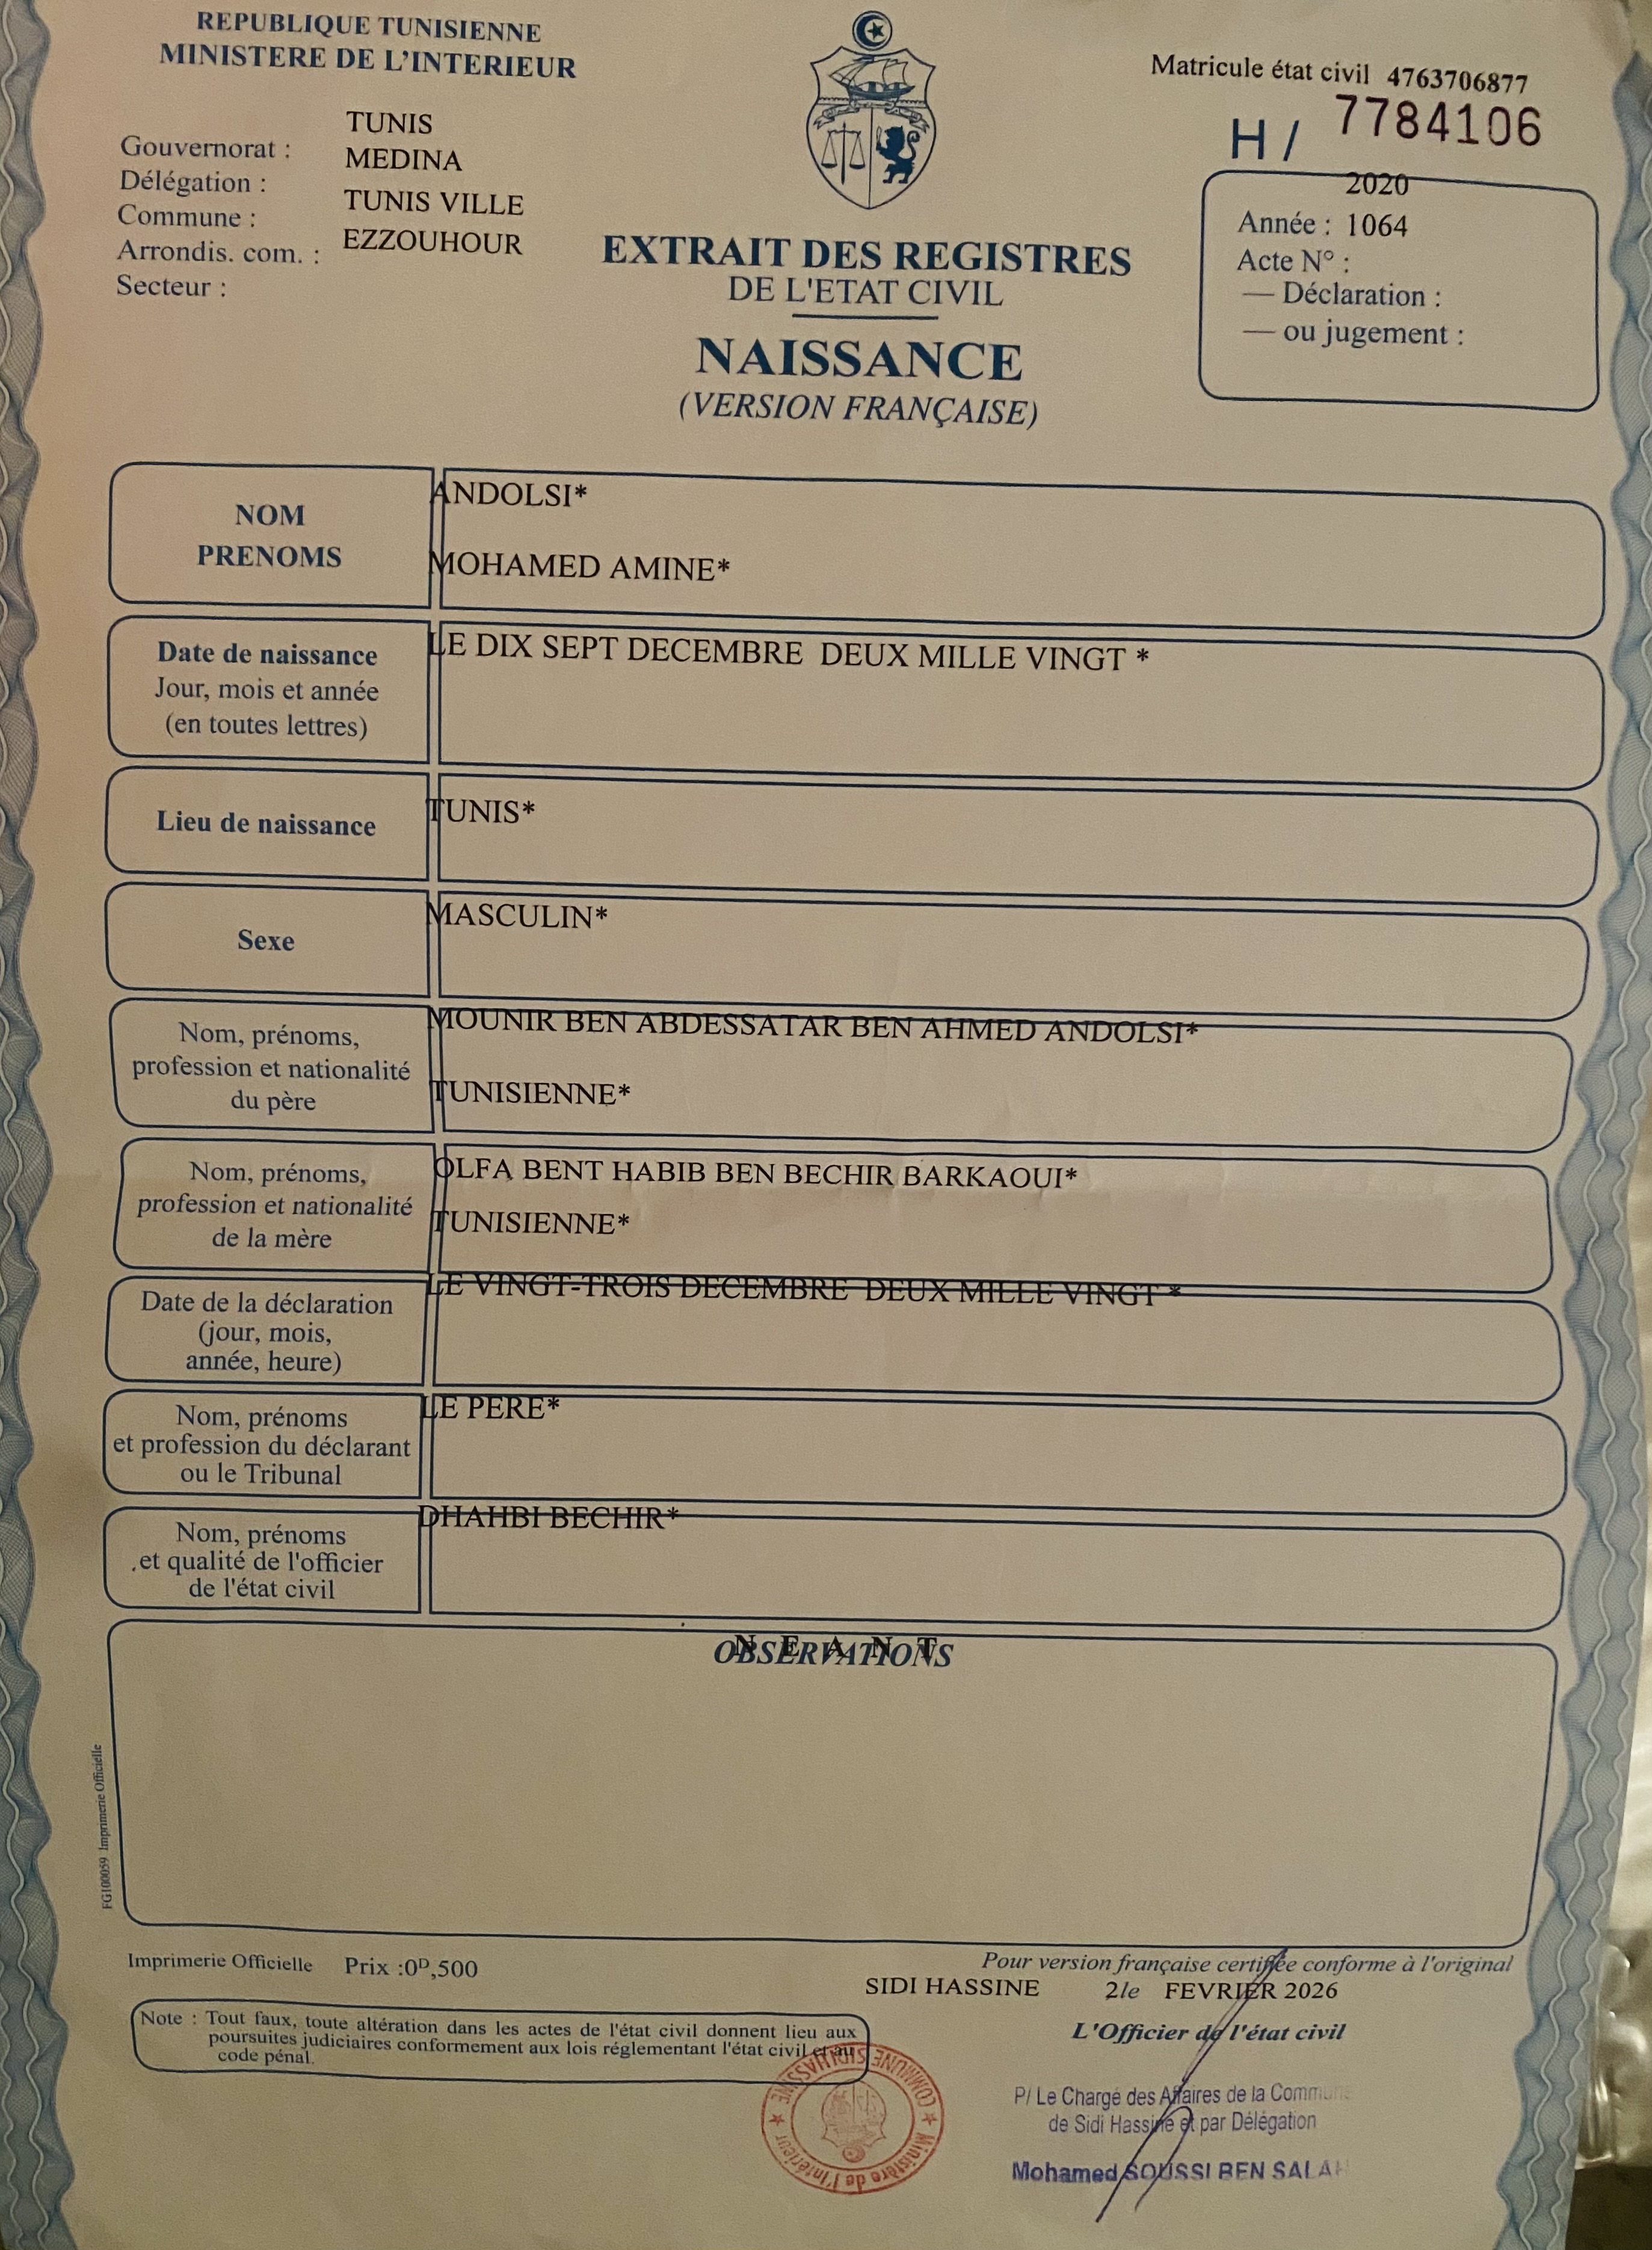 REPUBLIQUE TUNISIENNE
MINISTERE DE L'INTERIEUR
Matricule état civil 4763706877
H / 7784106
TUNIS
Gouvernorat :
MEDINA
Délégation :
TUNIS VILLE
Commune :
EZZOUHOUR
Arrondis. com. :
Secteur :
2020
Année : 1064
Acte N° :
— Déclaration :
— ou jugement :
EXTRAIT DES REGISTRES
DE L'ETAT CIVIL
NAISSANCE
(VERSION FRANÇAISE)
NOM
PRENOMS
ANDOLSI*
MOHAMED AMINE*
Date de naissance
Jour, mois et année
(en toutes lettres)
LE DIX SEPT DECEMBRE DEUX MILLE VINGT *
Lieu de naissance
TUNIS*
Sexe
MASCULIN*
Nom, prénoms,
profession et nationalité
du père
MOUNIR BEN ABDESSATAR BEN AHMED ANDOLSI*
TUNISIENNE*
Nom, prénoms,
profession et nationalité
de la mère
OLFA BENT HABIB BEN BECHIR BARKAOUI*
TUNISIENNE*
Date de la déclaration
(jour, mois,
année, heure)
LE VINGT-TROIS DECEMBRE DEUX MILLE VINGT *
Nom, prénoms
et profession du déclarant
ou le Tribunal
LE PERE*
Nom, prénoms
et qualité de l'officier
de l'état civil
DHAHBI BECHIR*
OBSERVATIONS
N E A N T
FG100059 Imprimerie Officielle
Imprimerie Officielle Prix :0ᴰ,500
Pour version française certifiée conforme à l'original
SIDI HASSINE 2le FEVRIER 2026
L'Officier de l'état civil
Note : Tout faux, toute altération dans les actes de l'état civil donnent lieu aux
poursuites judiciaires conformement aux lois réglementant l'état civil et au
code pénal.
COMMUNE SIDI HASSINE
★ Ministère de l'Intérieur ★
P/ Le Chargé des Affaires de la Commune
de Sidi Hassine et par Délégation
Mohamed SOUSSI BEN SALAH